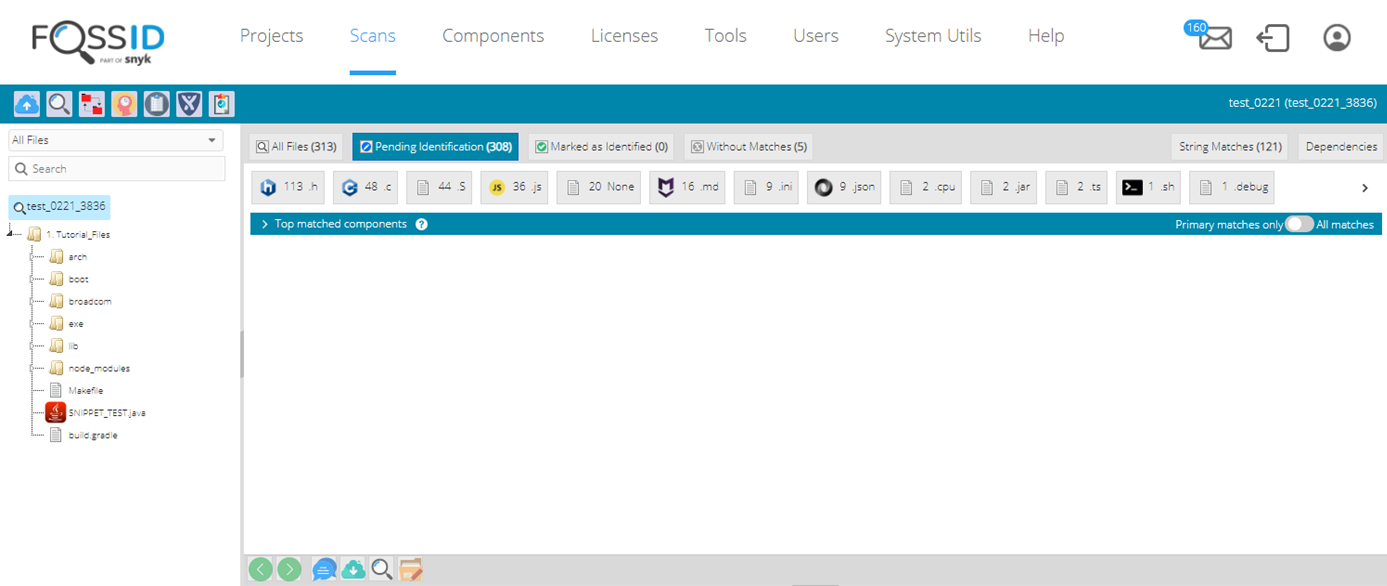 FOSSID
PART OF snyk
Projects
Scans
Components
Licenses
Tools
Users
System Utils
Help
160
test_0221 (test_0221_3836)
All Files
Search
test_0221_3836
1. Tutorial_Files
arch
boot
broadcom
exe
lib
node_modules
Makefile
SNIPPET_TEST.java
build.gradle
All Files (313)
Pending Identification (308)
Marked as Identified (0)
Without Matches (5)
String Matches (121)
Dependencies
113 .h
C 48 .c
44 .S
JS 36 .js
20 None
16 .md
9 .ini
9 .json
2 .cpu
2 .jar
2 .ts
1 .sh
1 .debug
Top matched components ?
Primary matches only
All matches